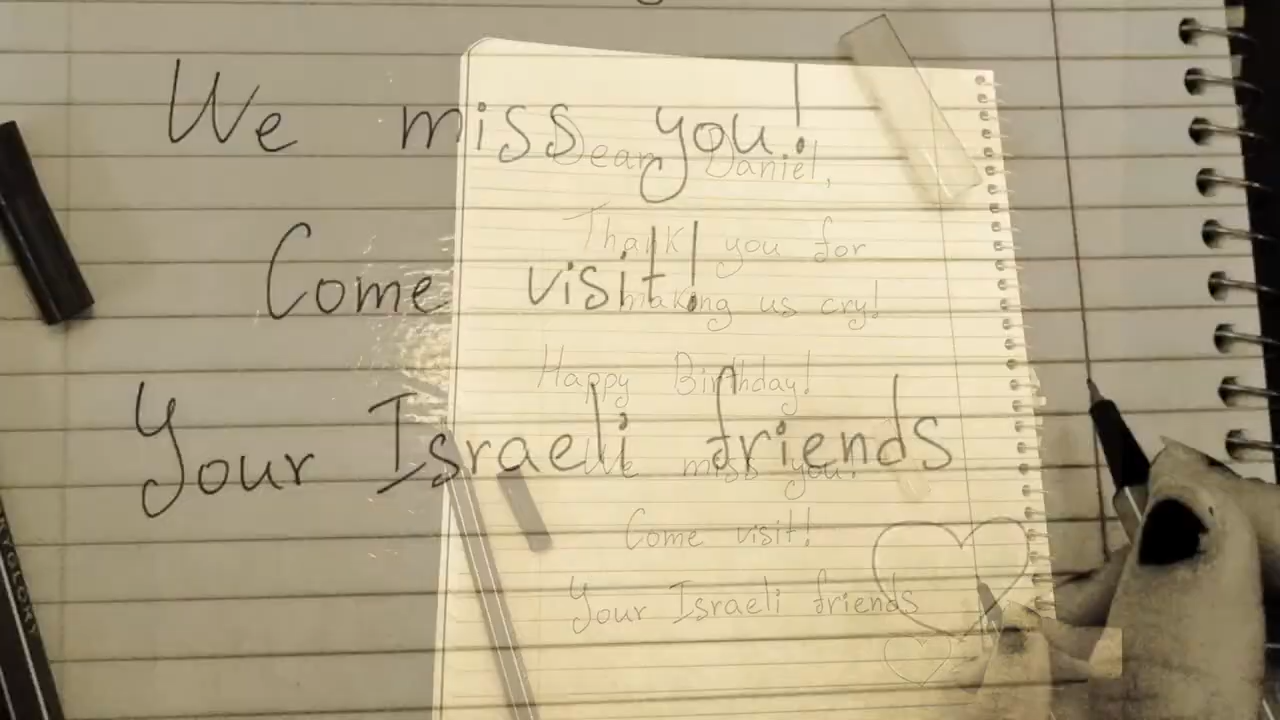 We miss you!
Come visit!
Your Israeli friends
Dear Daniel,
Thank you for
making us cry!
Happy Birthday!
We miss you!
Come visit!
Your Israeli friends